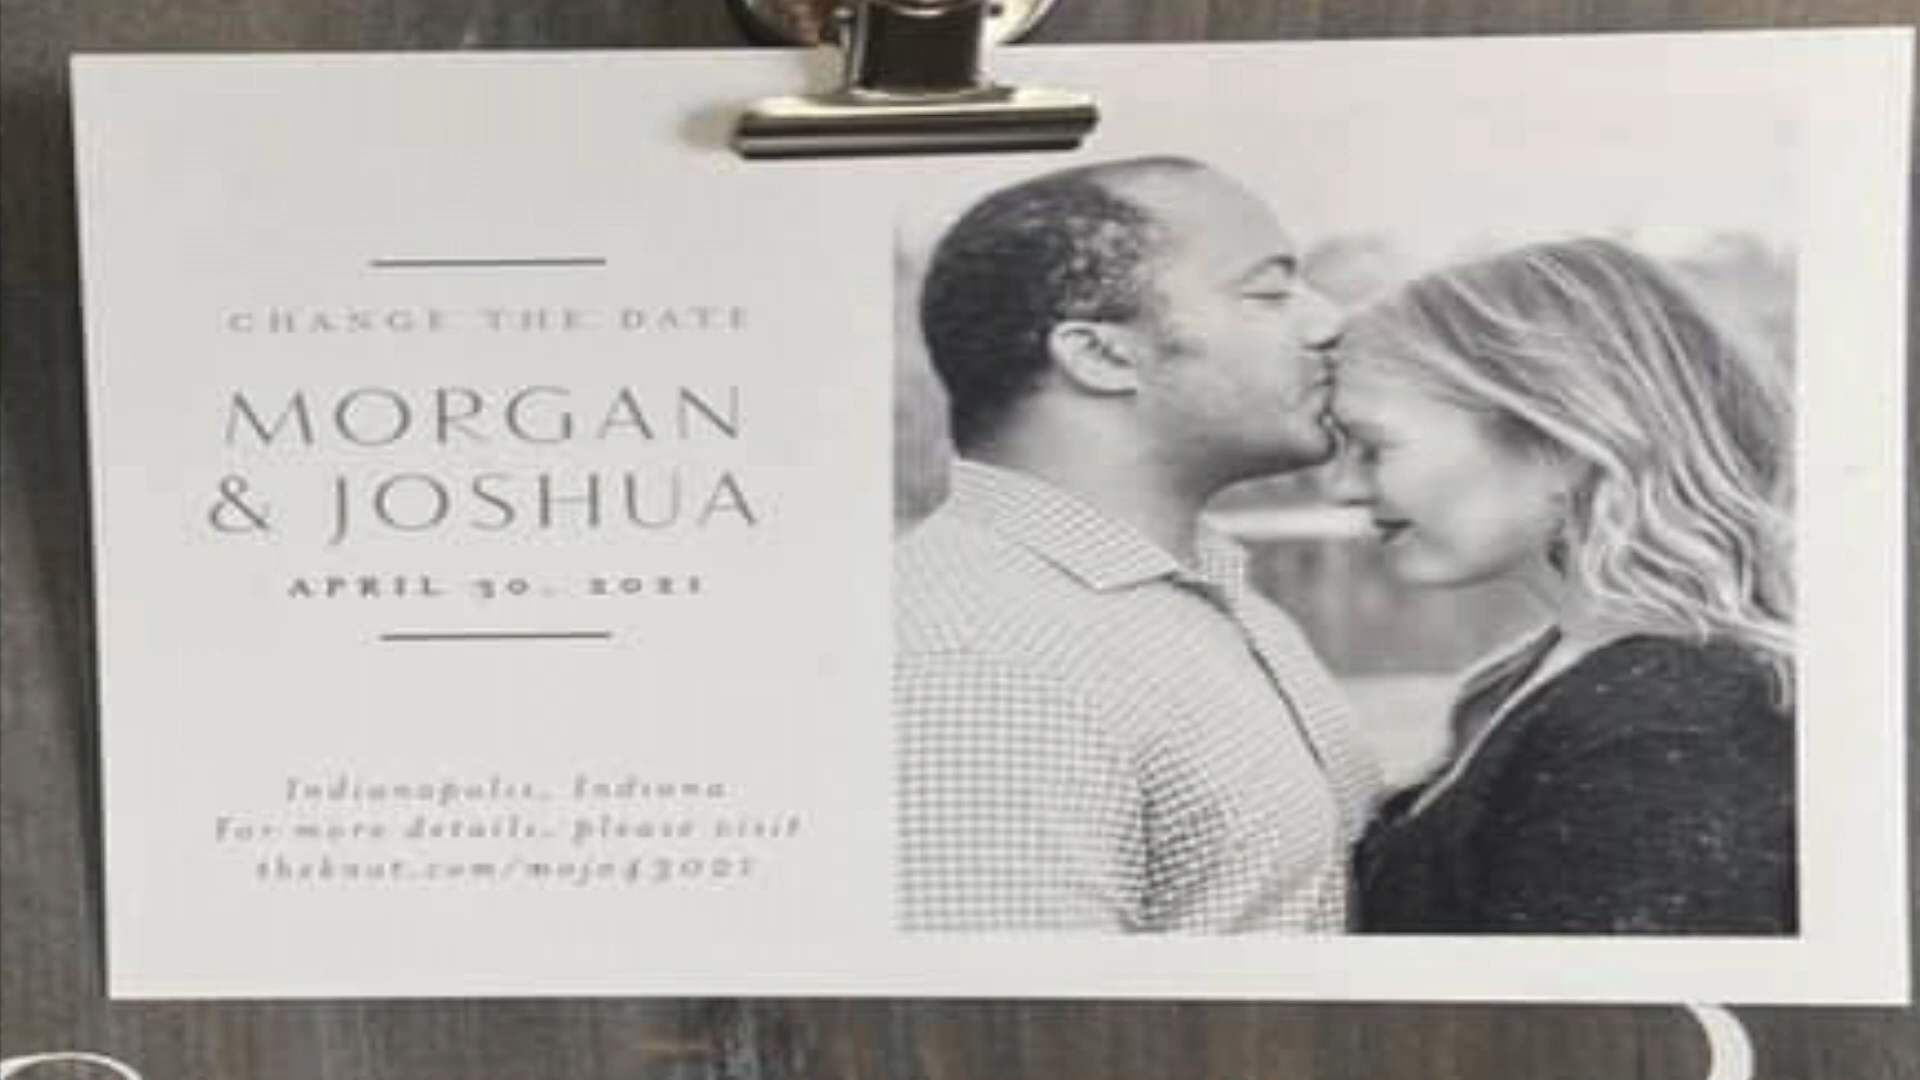 CHANGE THE DATE
MORGAN
& JOSHUA
APRIL 30, 2021
Indianapolis, Indiana
For more details, please visit
theknot.com/mojo43021